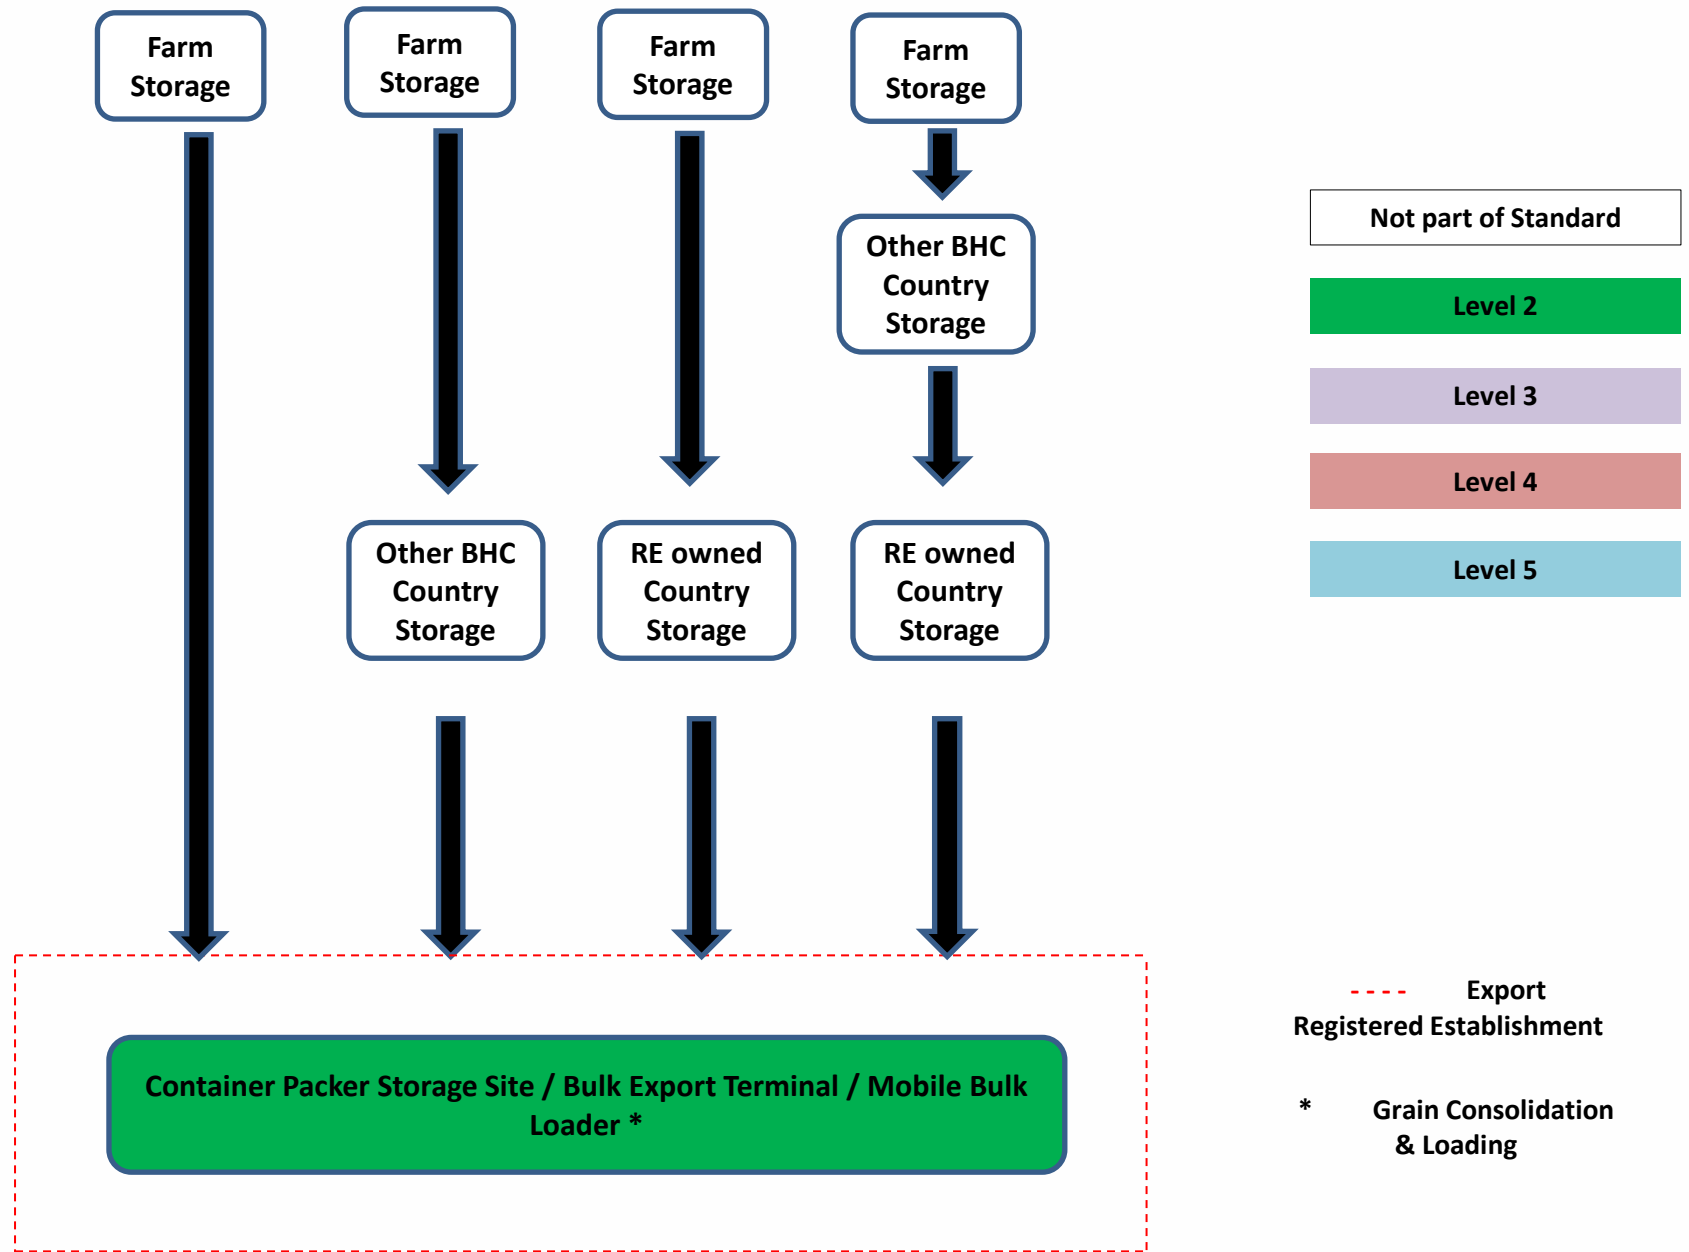 Farm
Storage
Farm
Storage
Farm
Storage
Farm
Storage
Other BHC
Country
Storage
Other BHC
Country
Storage
RE owned
Country
Storage
RE owned
Country
Storage
Container Packer Storage Site / Bulk Export Terminal / Mobile Bulk
Loader *
Not part of Standard
Level 2
Level 3
Level 4
Level 5
- - - - Export
Registered Establishment
* Grain Consolidation
& Loading